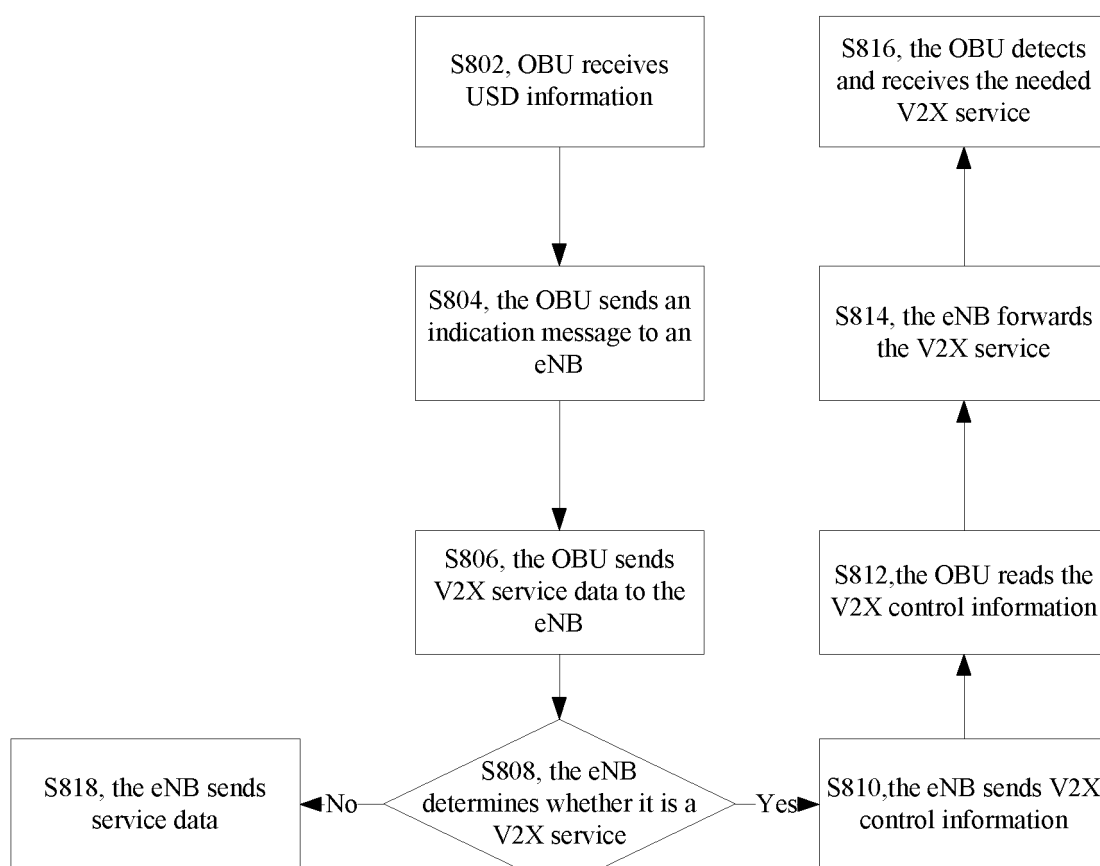 S802, OBU receives
USD information
S804, the OBU sends an
indication message to an
eNB
S806, the OBU sends
V2X service data to the
eNB
S808, the eNB
determines whether it is a
V2X service
No
S818, the eNB sends
service data
Yes
S810,the eNB sends V2X
control information
S812,the OBU reads the
V2X control information
S814, the eNB forwards
the V2X service
S816, the OBU detects
and receives the needed
V2X service